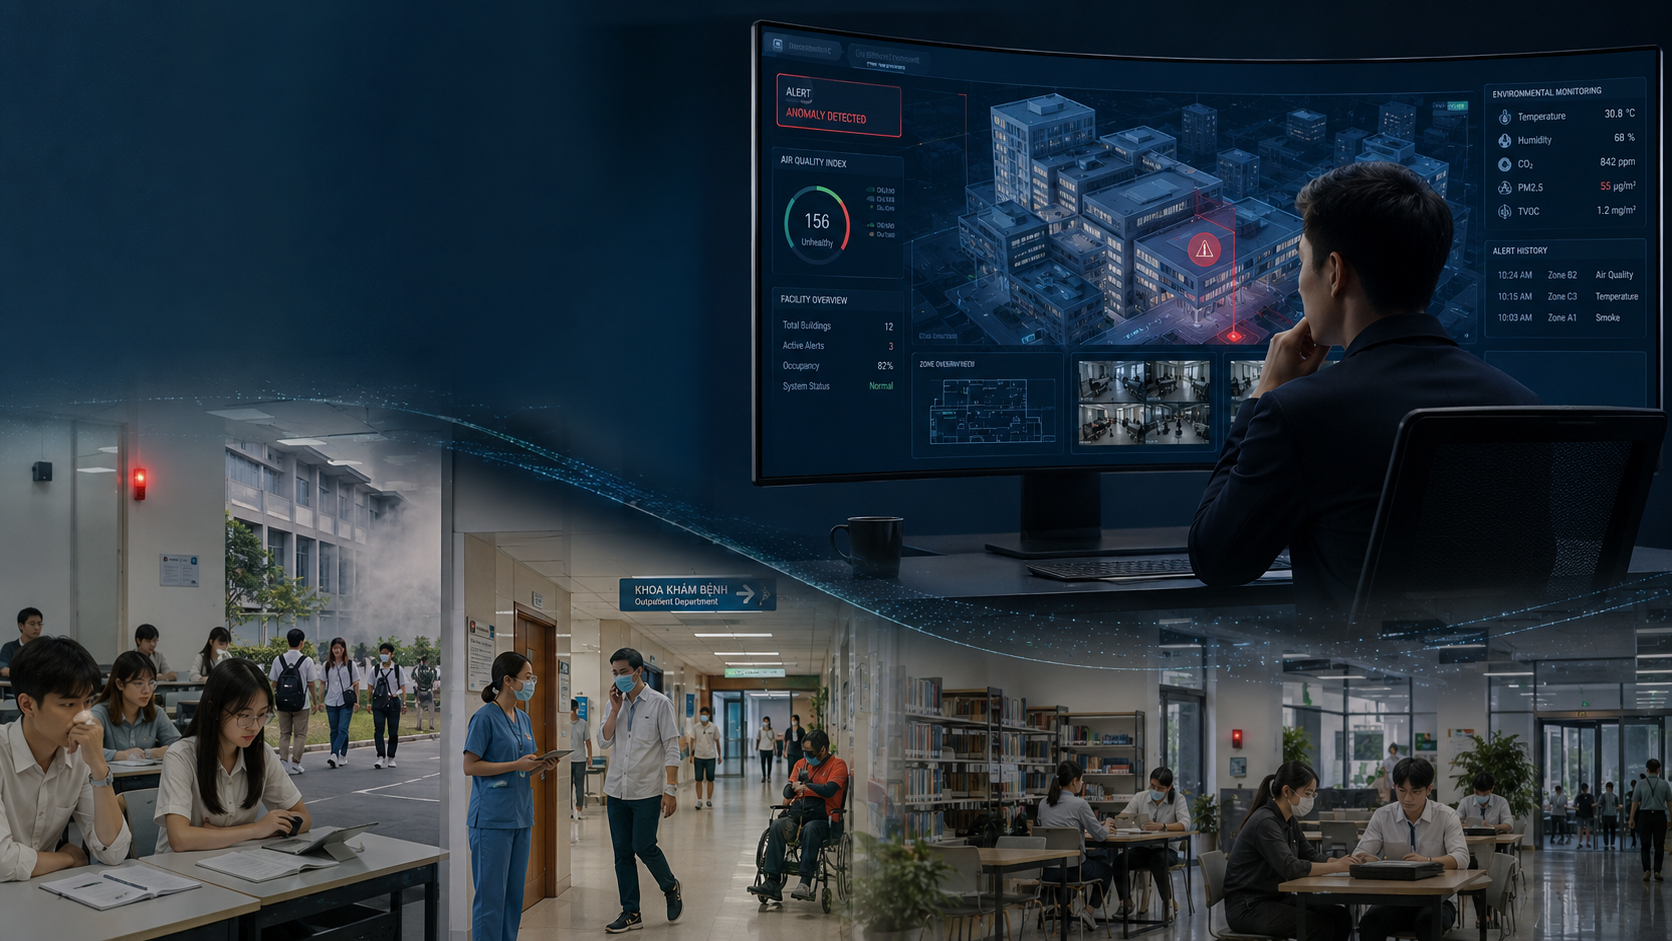 ALERT
ANOMALY DETECTED
AIR QUALITY INDEX
156
Unhealthy
FACILITY OVERVIEW
Total Buildings 12
Active Alerts 3
Occupancy 82%
System Status Normal
ENVIRONMENTAL MONITORING
Temperature 30.8 °C
Humidity 68 %
CO₂ 842 ppm
PM2.5 55 µg/m³
TVOC 1.2 mg/m³
ALERT HISTORY
10:24 AM Zone B2 Air Quality
10:15 AM Zone C3 Temperature
10:03 AM Zone A1 Smoke
ZONE
KHOA KHÁM BỆNH
Outpatient Department